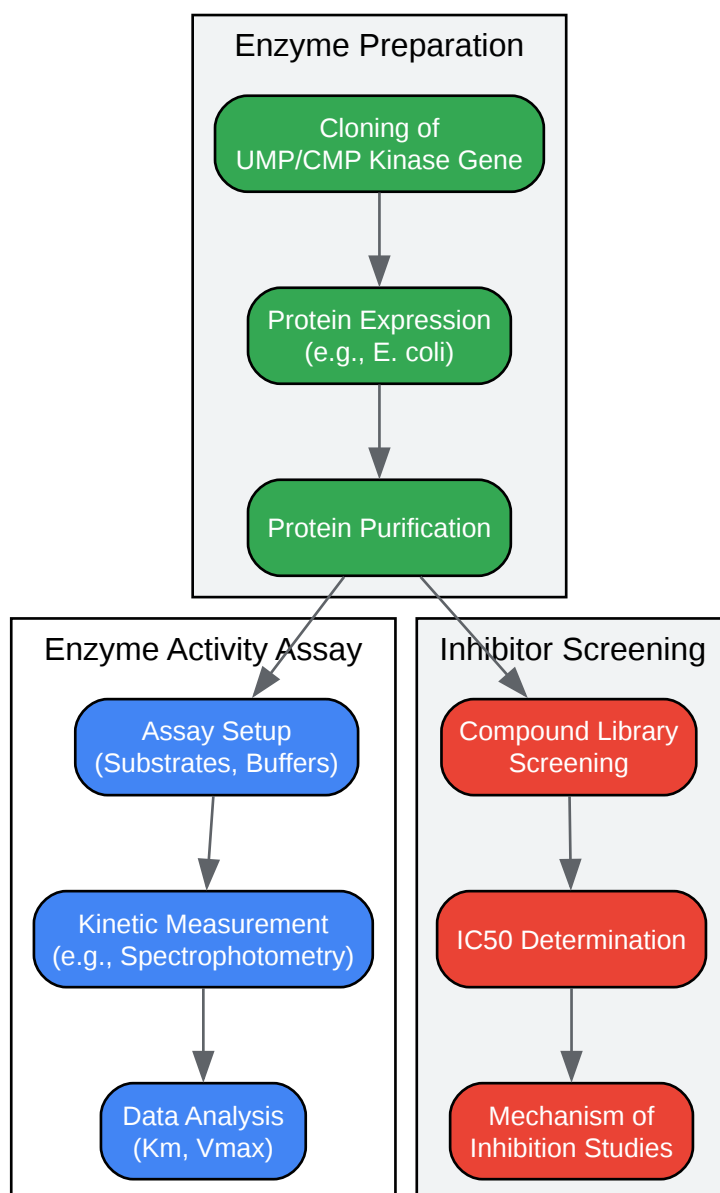 Enzyme Preparation
Cloning of
UMP/CMP Kinase Gene
Protein Expression
(e.g., E. coli)
Protein Purification
Enzyme Activity Assay
Assay Setup
(Substrates, Buffers)
Kinetic Measurement
(e.g., Spectrophotometry)
Data Analysis
(Km, Vmax)
Inhibitor Screening
Compound Library
Screening
IC50 Determination
Mechanism of
Inhibition Studies